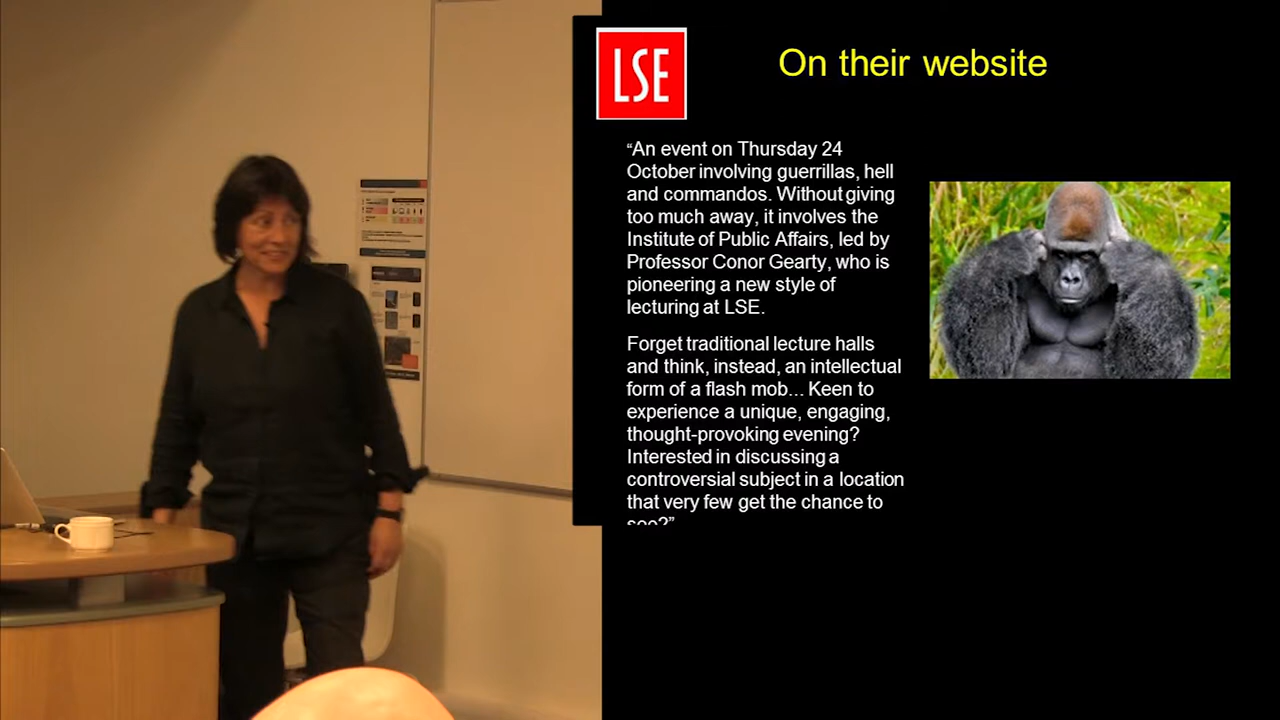 LSE
On their website
“An event on Thursday 24
October involving guerrillas, hell
and commandos. Without giving
too much away, it involves the
Institute of Public Affairs, led by
Professor Conor Gearty, who is
pioneering a new style of
lecturing at LSE.
Forget traditional lecture halls
and think, instead, an intellectual
form of a flash mob... Keen to
experience a unique, engaging,
thought-provoking evening?
Interested in discussing a
controversial subject in a location
that very few get the chance to
see?”